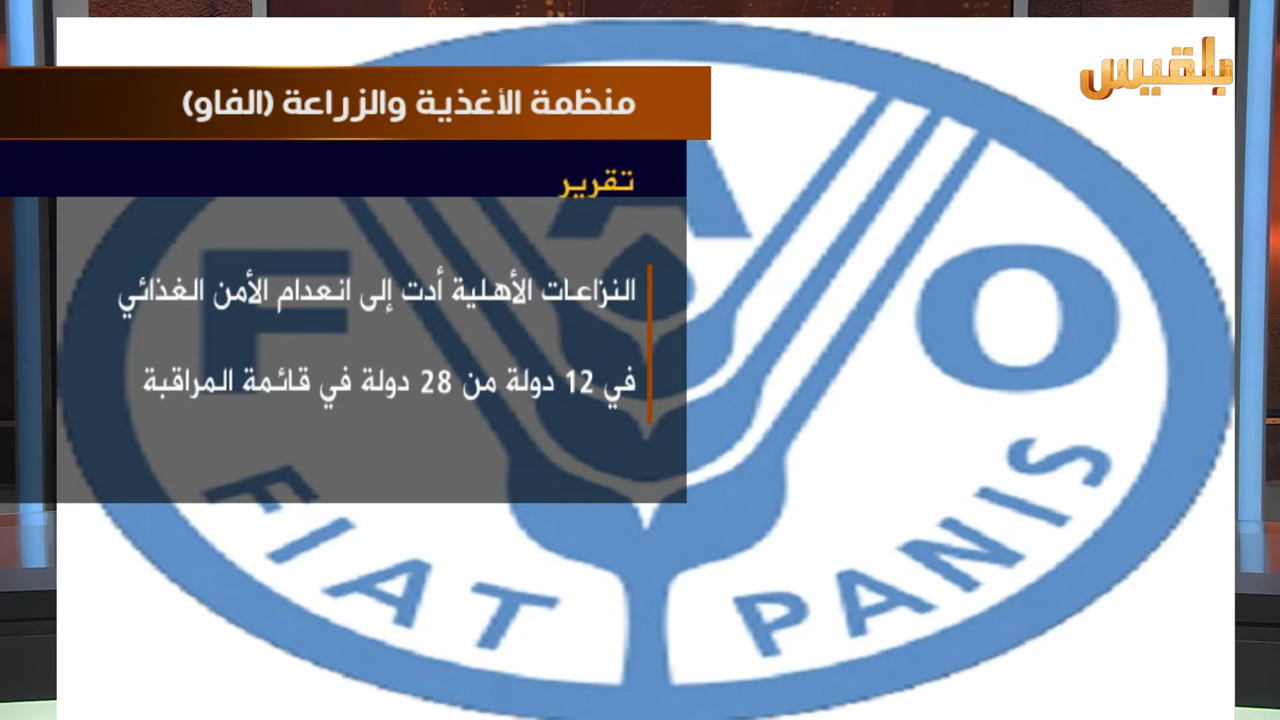 بلقيس
منظمة الأغذية والزراعة (الفاو)
تقرير
النزاعات الأهلية أدت إلى انعدام الأمن الغذائي
في 12 دولة من 28 دولة في قائمة المراقبة
F A O
FIAT PANIS